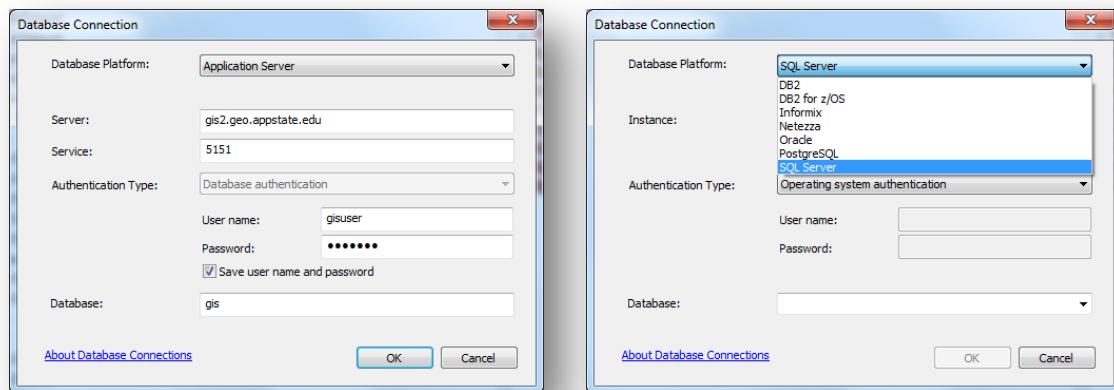 Database Connection
Database Platform: Application Server
Server: gis2.geo.appstate.edu
Service: 5151
Authentication Type: Database authentication
User name: gisuser
Password: •••••••
Save user name and password
Database: gis
About Database Connections
OK Cancel
Database Connection
Database Platform: SQL Server
DB2
DB2 for z/OS
Informix
Netezza
Oracle
PostgreSQL
SQL Server
Instance:
Authentication Type: Operating system authentication
User name:
Password:
Database:
About Database Connections
OK Cancel